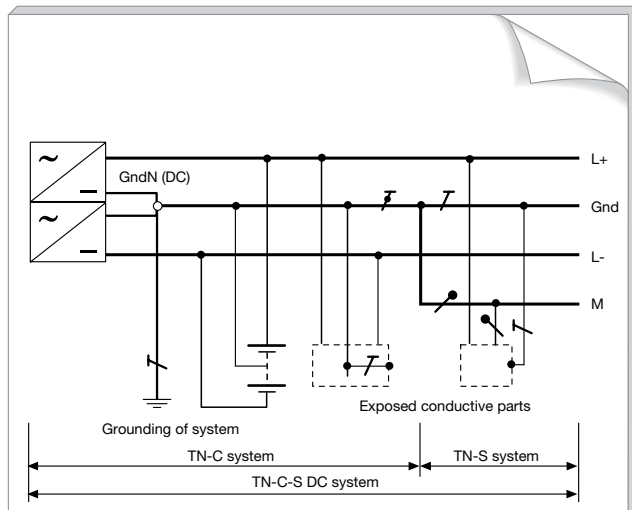 L+
GndN (DC)
Gnd
L-
M
Exposed conductive parts
Grounding of system
TN-C system
TN-S system
TN-C-S DC system